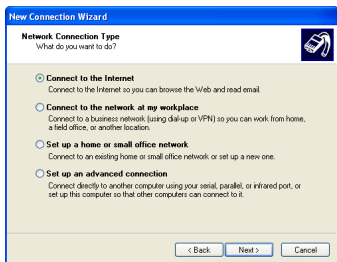 New Connection Wizard
Network Connection Type
What do you want to do?
Connect to the Internet
Connect to the Internet so you can browse the Web and read email.
Connect to the network at my workplace
Connect to a business network (using dial-up or VPN) so you can work from home,
a field office, or another location.
Set up a home or small office network
Connect to an existing home or small office network or set up a new one.
Set up an advanced connection
Connect directly to another computer using your serial, parallel, or infrared port, or
set up this computer so that other computers can connect to it.
< Back Next > Cancel